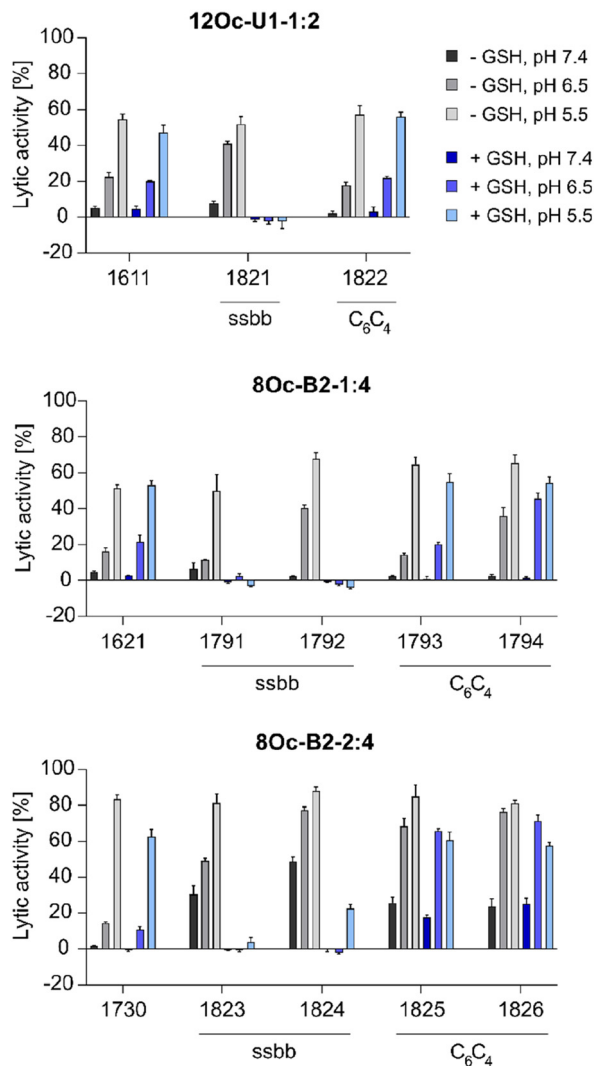 12Oc-U1-1:2
Lytic activity [%]
100
80
60
40
20
0
-20
1611 1821 1822
ssbb C₆C₄
- GSH, pH 7.4
- GSH, pH 6.5
- GSH, pH 5.5
+ GSH, pH 7.4
+ GSH, pH 6.5
+ GSH, pH 5.5
8Oc-B2-1:4
Lytic activity [%]
100
80
60
40
20
0
-20
1621 1791 1792 1793 1794
ssbb C₆C₄
8Oc-B2-2:4
Lytic activity [%]
100
80
60
40
20
0
-20
1730 1823 1824 1825 1826
ssbb C₆C₄